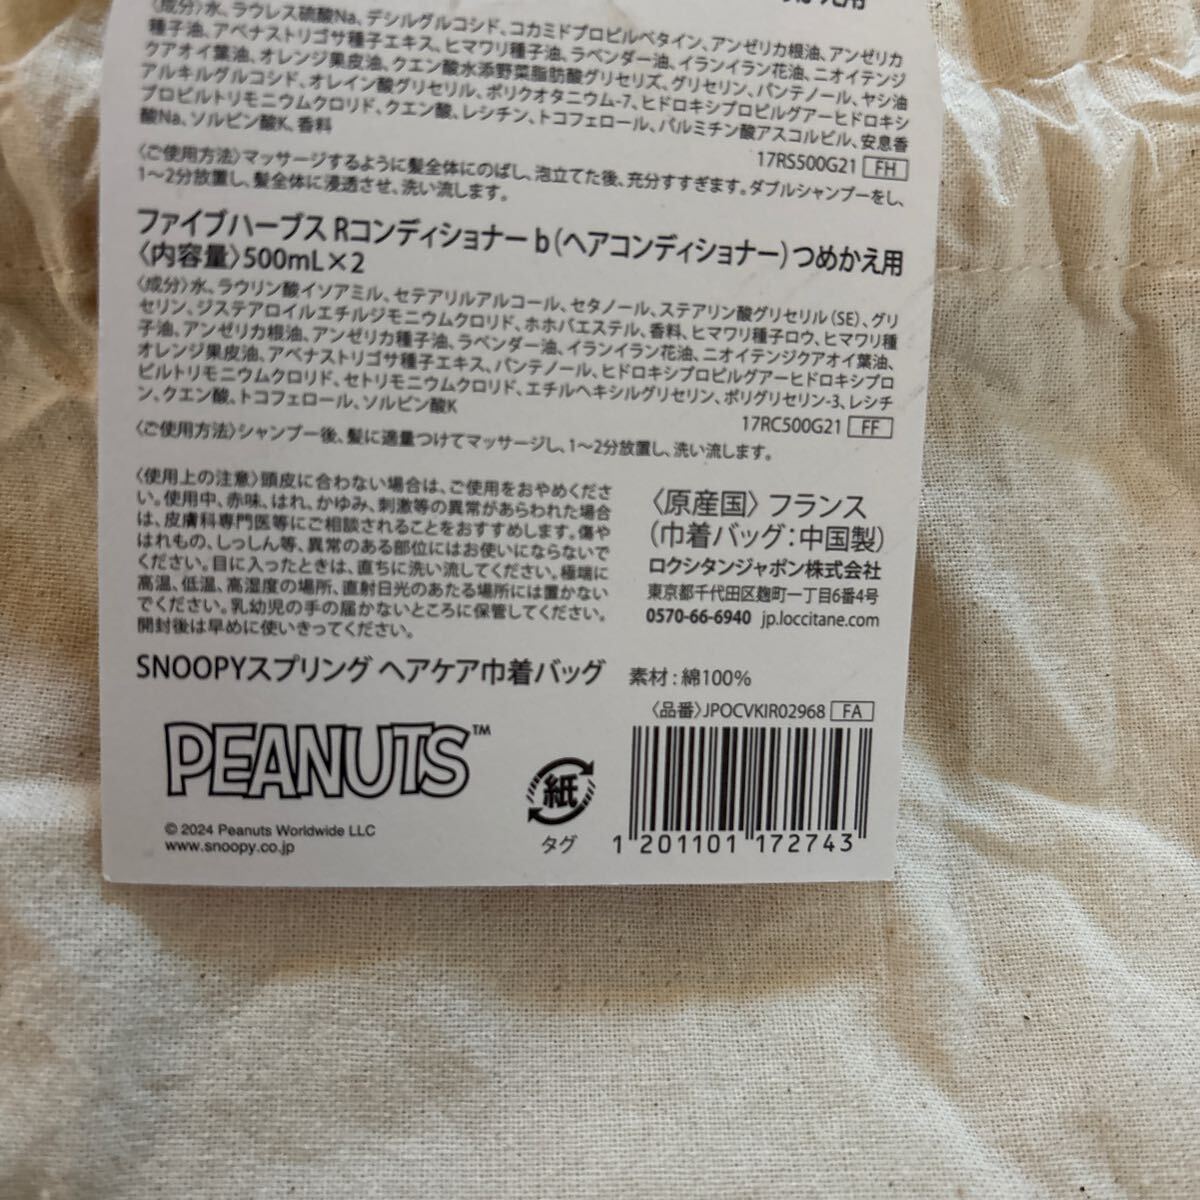 え用
〈成分〉水、ラウレス硫酸Na、デシルグルコシド、コカミドプロピルベタイン、アンゼリカ根油、アンゼリカ
種子油、アベナストリゴサ種子エキス、ヒマワリ種子油、ラベンダー油、イランイラン花油、ニオイテンジ
クアオイ葉油、オレンジ果皮油、クエン酸水添野菜脂肪酸グリセリズ、グリセリン、パンテノール、ヤシ油
アルキルグルコシド、オレイン酸グリセリル、ポリクオタニウム-7、ヒドロキシプロピルグアーヒドロキシ
プロピルトリモニウムクロリド、クエン酸、レシチン、トコフェロール、パルミチン酸アスコルビル、安息香
酸Na、ソルビン酸K、香料
17RS500G21 FH
〈ご使用方法〉マッサージするように髪全体にのばし、泡立てた後、充分すすぎます。ダブルシャンプーをし、
1〜2分放置し、髪全体に浸透させ、洗い流します。
ファイブハーブス Rコンディショナー b(ヘアコンディショナー)つめかえ用
〈内容量〉500mL×2
〈成分〉水、ラウリン酸イソアミル、セテアリルアルコール、セタノール、ステアリン酸グリセリル(SE)、グリ
セリン、ジステアロイルエチルジモニウムクロリド、ホホバエステル、香料、ヒマワリ種子ロウ、ヒマワリ種
子油、アンゼリカ根油、アンゼリカ種子油、ラベンダー油、イランイラン花油、ニオイテンジクアオイ葉油、
オレンジ果皮油、アベナストリゴサ種子エキス、パンテノール、ヒドロキシプロピルグアーヒドロキシプロ
ピルトリモニウムクロリド、セトリモニウムクロリド、エチルヘキシルグリセリン、ポリグリセリン-3、レシチ
ン、クエン酸、トコフェロール、ソルビン酸K
17RC500G21 FF
〈ご使用方法〉シャンプー後、髪に適量つけてマッサージし、1〜2分放置し、洗い流します。
〈使用上の注意〉頭皮に合わない場合は、ご使用をおやめくださ
い。使用中、赤味、はれ、かゆみ、刺激等の異常があらわれた場合
は、皮膚科専門医等にご相談されることをおすすめします。傷や
はれもの、しっしん等、異常のある部位にはお使いにならないで
ください。目に入ったときは、直ちに洗い流してください。極端に
高温、低温、高湿度の場所、直射日光のあたる場所には置かない
でください。乳幼児の手の届かないところに保管してください。
開封後は早めに使いきってください。
〈原産国〉フランス
(巾着バッグ:中国製)
ロクシタンジャポン株式会社
東京都千代田区麹町一丁目6番4号
0570-66-6940 jp.loccitane.com
SNOOPYスプリング ヘアケア巾着バッグ 素材:綿100%
〈品番〉JPOCVKIR02968 FA
PEANUTS™
© 2024 Peanuts Worldwide LLC
www.snoopy.co.jp
紙
タグ
1 201101 172743